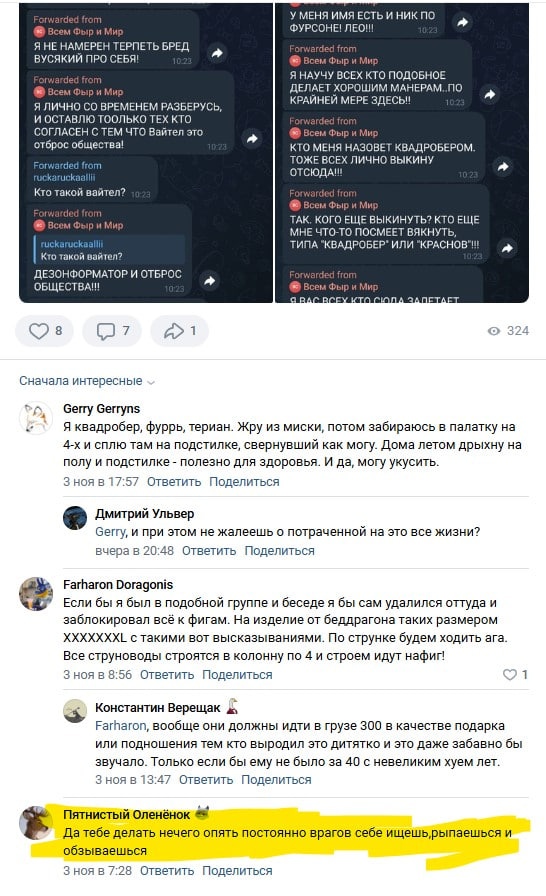 Forwarded from
Всем Фыр и Мир
Я НЕ НАМЕРЕН ТЕРПЕТЬ БРЕД
ВУСЯКИЙ ПРО СЕБЯ!
10:23
Forwarded from
Всем Фыр и Мир
Я ЛИЧНО СО ВРЕМЕНЕМ РАЗБЕРУСЬ,
И ОСТАВЛЮ ТООЛЬКО ТЕХ КТО
СОГЛАСЕН С ТЕМ ЧТО Вайтел это
отброс общества!
10:23
Forwarded from
ruckaruckaallii
Кто такой вайтел? 10:23
Forwarded from
Всем Фыр и Мир
ruckaruckaallii
Кто такой вайтел?
ДЕЗОНФОРМАТОР И ОТБРОС
ОБЩЕСТВА!!!
10:23
У МЕНЯ ИМЯ ЕСТЬ И НИК ПО
ФУРСОНЕ! ЛЕО!!!
10:23
Forwarded from
Всем Фыр и Мир
Я НАУЧУ ВСЕХ КТО ПОДОБНОЕ
ДЕЛАЕТ ХОРОШИМ МАНЕРАМ..ПО
КРАЙНЕЙ МЕРЕ ЗДЕСЬ!!
10:23
Forwarded from
Всем Фыр и Мир
КТО МЕНЯ НАЗОВЕТ КВАДРОБЕРОМ.
ТОЖЕ ВСЕХ ЛИЧНО ВЫКИНУ
ОТСЮДА!!!
10:23
Forwarded from
Всем Фыр и Мир
ТАК. КОГО ЕЩЕ ВЫКИНУТЬ? КТО ЕЩЕ
МНЕ ЧТО-ТО ПОСМЕЕТ ВЯКНУТЬ,
ТИПА "КВАДРОБЕР" ИЛИ "КРАСНОВ"!!!
10:23
Forwarded from
Всем Фыр и Мир
Я ВАС ВСЕХ КТО СЮДА ЗАЛЕТАЕТ
8 7 1 324
Сначала интересные
Gerry Gerryns
Я квадробер, фуррь, териан. Жру из миски, потом забираюсь в палатку на
4-х и сплю там на подстилке, свернувший как могу. Дома летом дрыхну на
полу и подстилке - полезно для здоровья. И да, могу укусить.
3 ноя в 17:57 Ответить Поделиться
Дмитрий Ульвер
Gerry, и при этом не жалеешь о потраченной на это все жизни?
вчера в 20:48 Ответить Поделиться
Farharon Doragonis
Если бы я был в подобной группе и беседе я бы сам удалился оттуда и
заблокировал всё к фигам. На изделие от беддрагона таких размером
XXXXXXXL с такими вот высказываниями. По струнке будем ходить ага.
Все струноводы строятся в колонну по 4 и строем идут нафиг!
3 ноя в 8:56 Ответить Поделиться 1
Константин Верещак
Farharon, вообще они должны идти в грузе 300 в качестве подарка
или подношения тем кто выродил это дитятко и это даже забавно бы
звучало. Только если бы ему не было за 40 с невеликим хуем лет.
3 ноя в 13:47 Ответить Поделиться
Пятнистый Оленёнок
Да тебе делать нечего опять постоянно врагов себе ищешь,рыпаешься и
обзываешься
3 ноя в 7:28 Ответить Поделиться